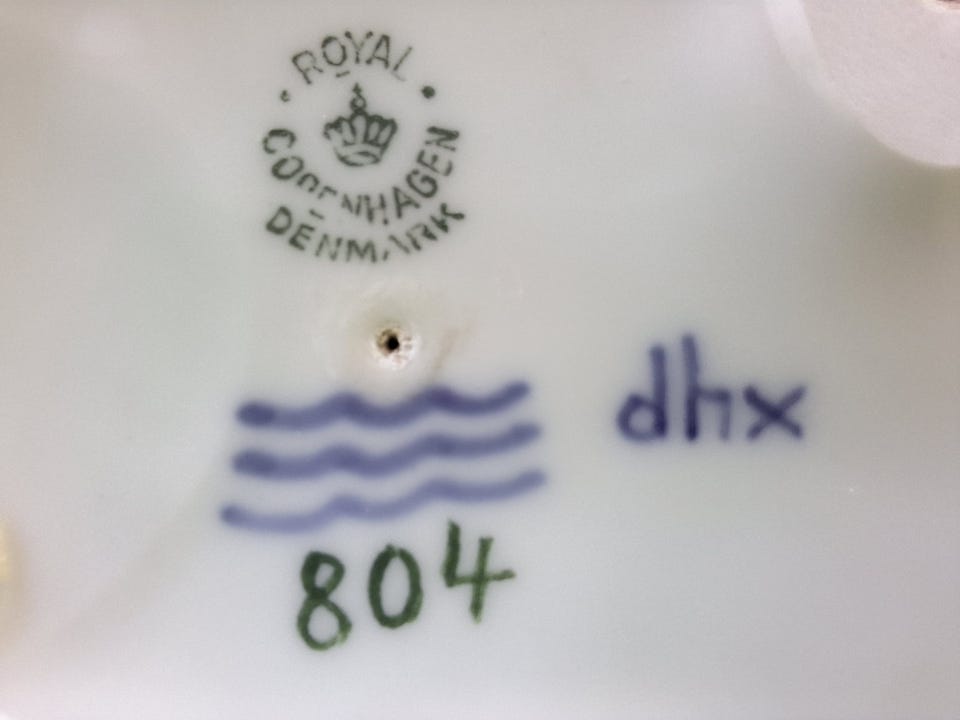 ROYAL
COPENHAGEN
DENMARK
dhx
804